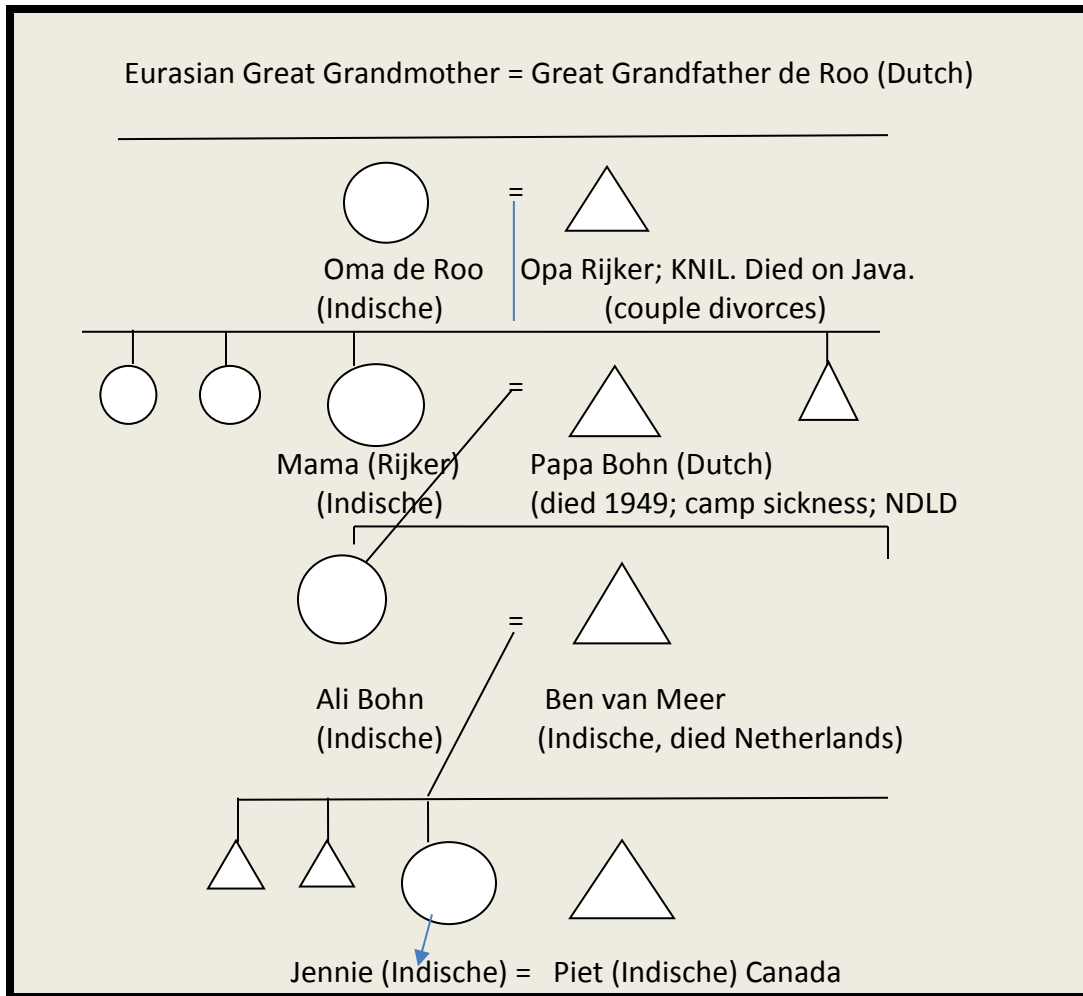 Eurasian Great Grandmother = Great Grandfather de Roo (Dutch)
=
Oma de Roo Opa Rijker; KNIL. Died on Java.
(Indische) (couple divorces)
=
Mama (Rijker) Papa Bohn (Dutch)
(Indische) (died 1949; camp sickness; NDLD
=
Ali Bohn Ben van Meer
(Indische) (Indische, died Netherlands)
Jennie (Indische) = Piet (Indische) Canada